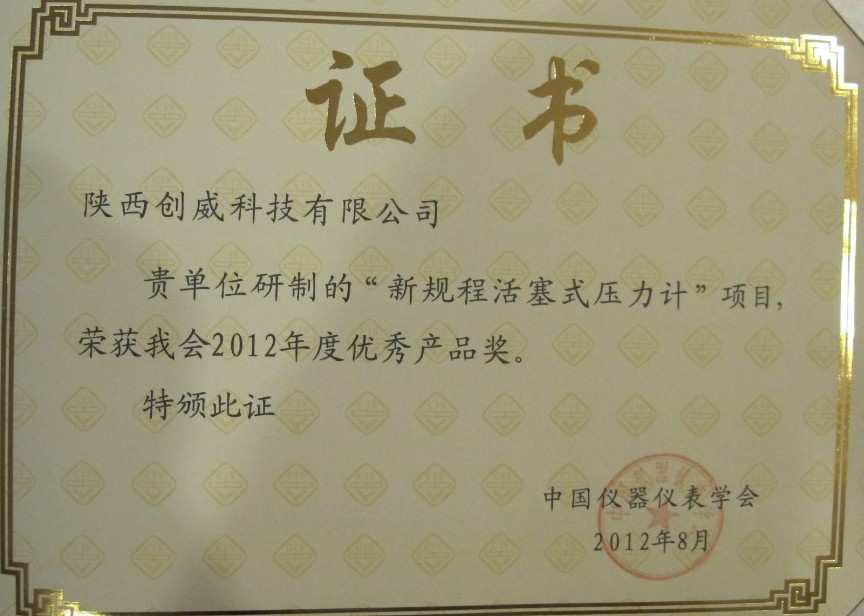 证书
陕西创威科技有限公司
贵单位研制的“新规程活塞式压力计”项目,
荣获我会2012年度优秀产品奖。
特颁此证
中国仪器仪表学会
2012年8月